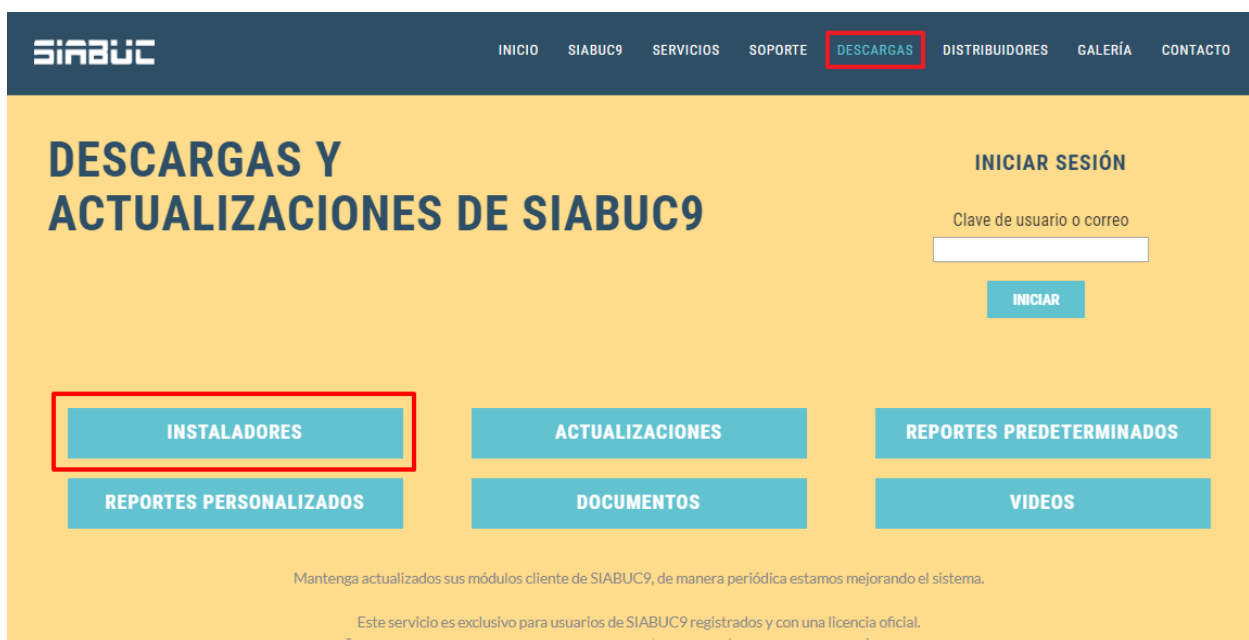 SIABUC
INICIO SIABUC9 SERVICIOS SOPORTE DESCARGAS DISTRIBUIDORES GALERÍA CONTACTO
DESCARGAS Y
ACTUALIZACIONES DE SIABUC9
INICIAR SESIÓN
Clave de usuario o correo
INICIAR
INSTALADORES
ACTUALIZACIONES
REPORTES PREDETERMINADOS
REPORTES PERSONALIZADOS
DOCUMENTOS
VIDEOS
Mantenga actualizados sus módulos cliente de SIABUC9, de manera periódica estamos mejorando el sistema.
Este servicio es exclusivo para usuarios de SIABUC9 registrados y con una licencia oficial.